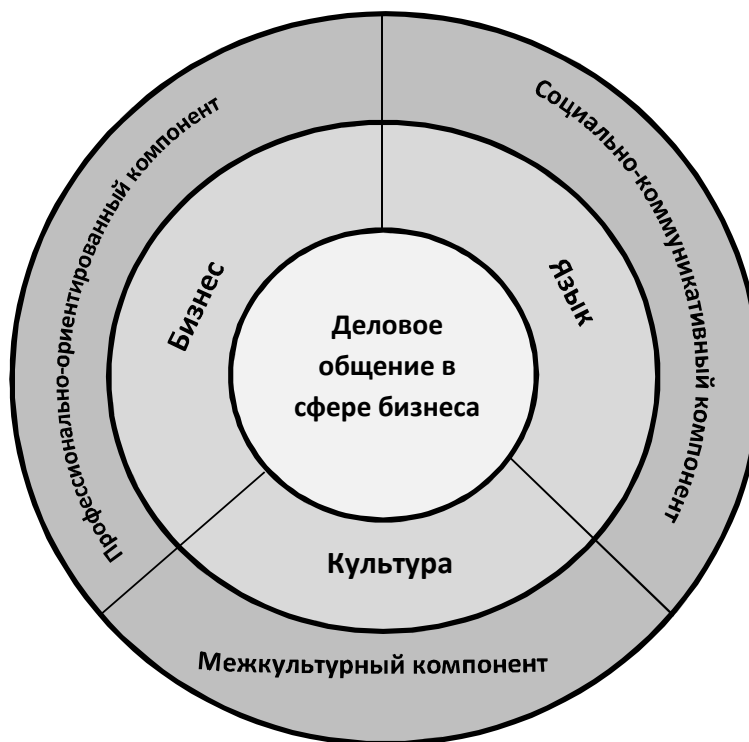 Профессионально-ориентированный компонент
Социально-коммуникативный компонент
Бизнес
Язык
Деловое
общение в
сфере бизнеса
Культура
Межкультурный компонент